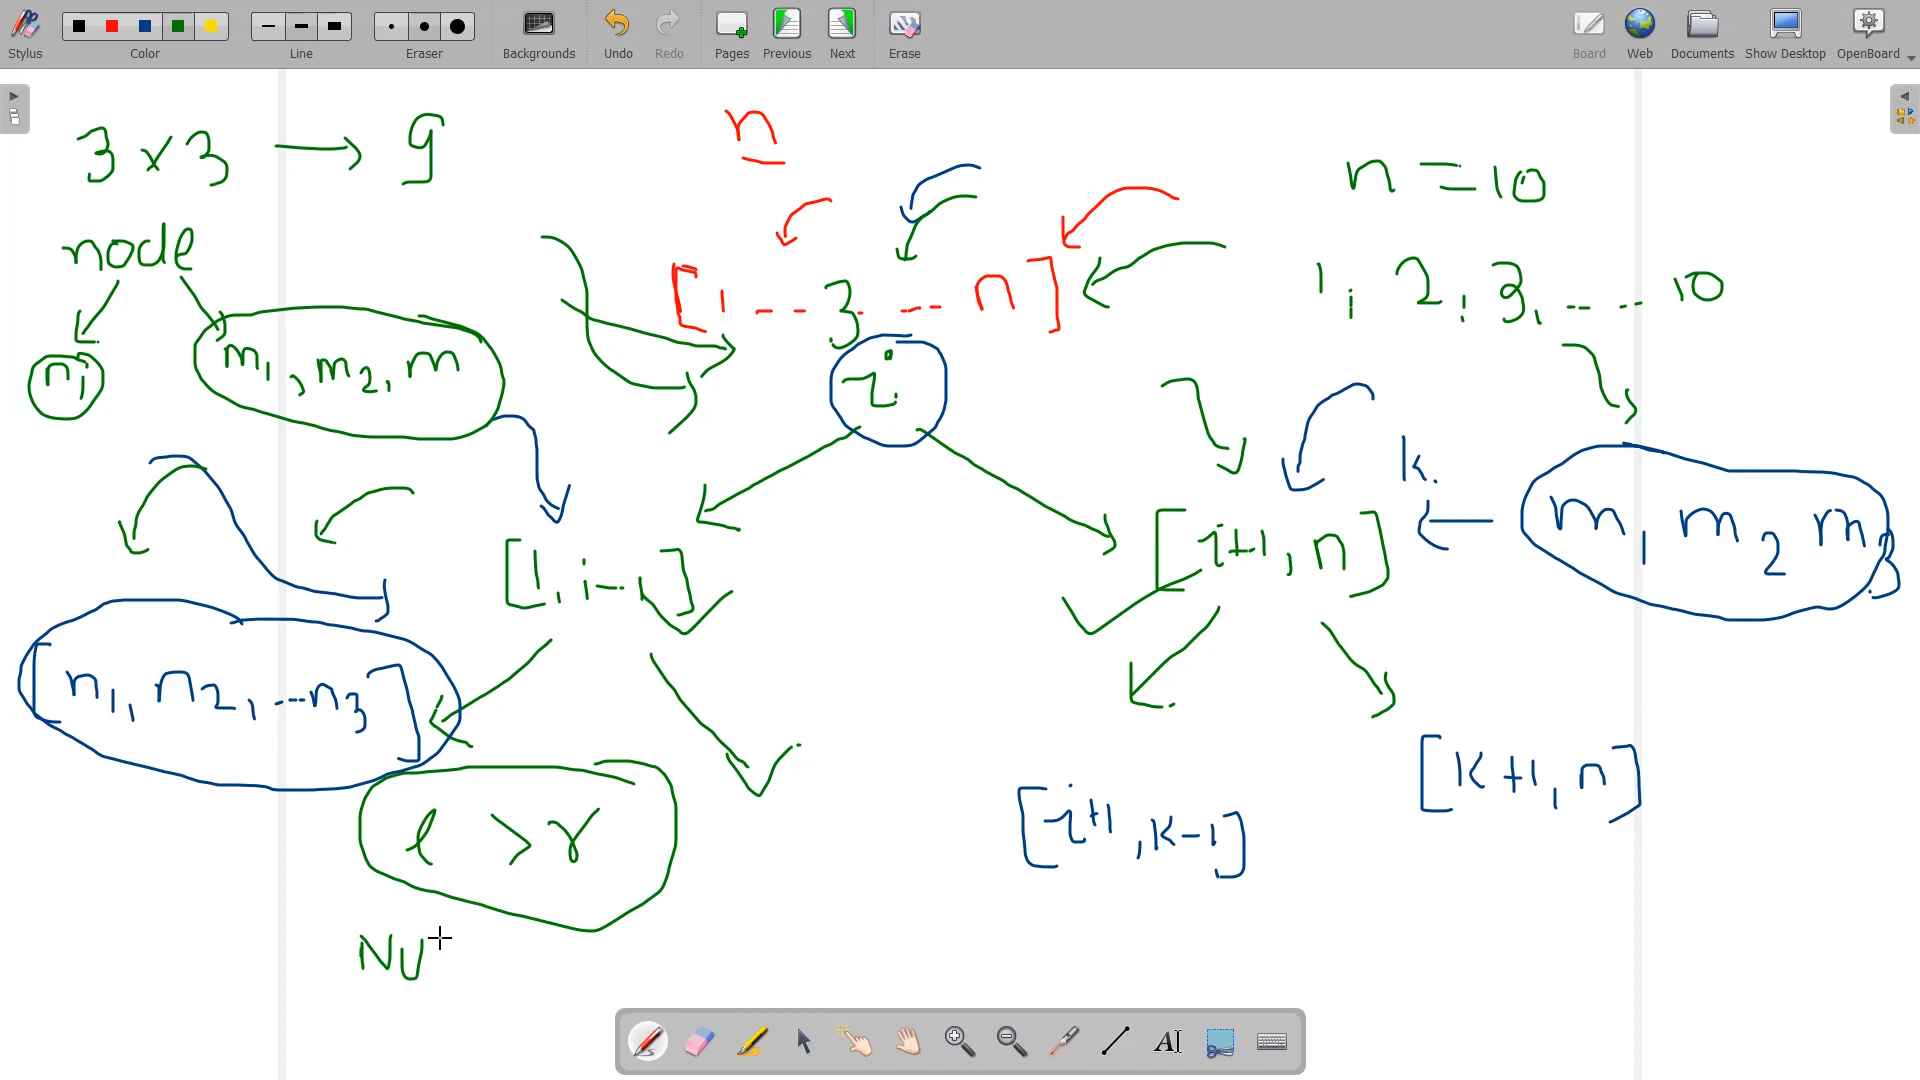 Stylus Color Line Eraser Backgrounds Undo Redo Pages Previous Next Erase Board Web Documents Show Desktop OpenBoard
3 x 3 → 9
n
n = 10
node
[1 -- 3 -- n]
1, 2, 3, -- -- 10
ni
m1, m2, m
i
k
m1 m2 m3
[1, i-1]
[i+1, n]
[n1, n2, --- n3]
l > r
[i+1, k-1]
[k+1, n]
NU
AI